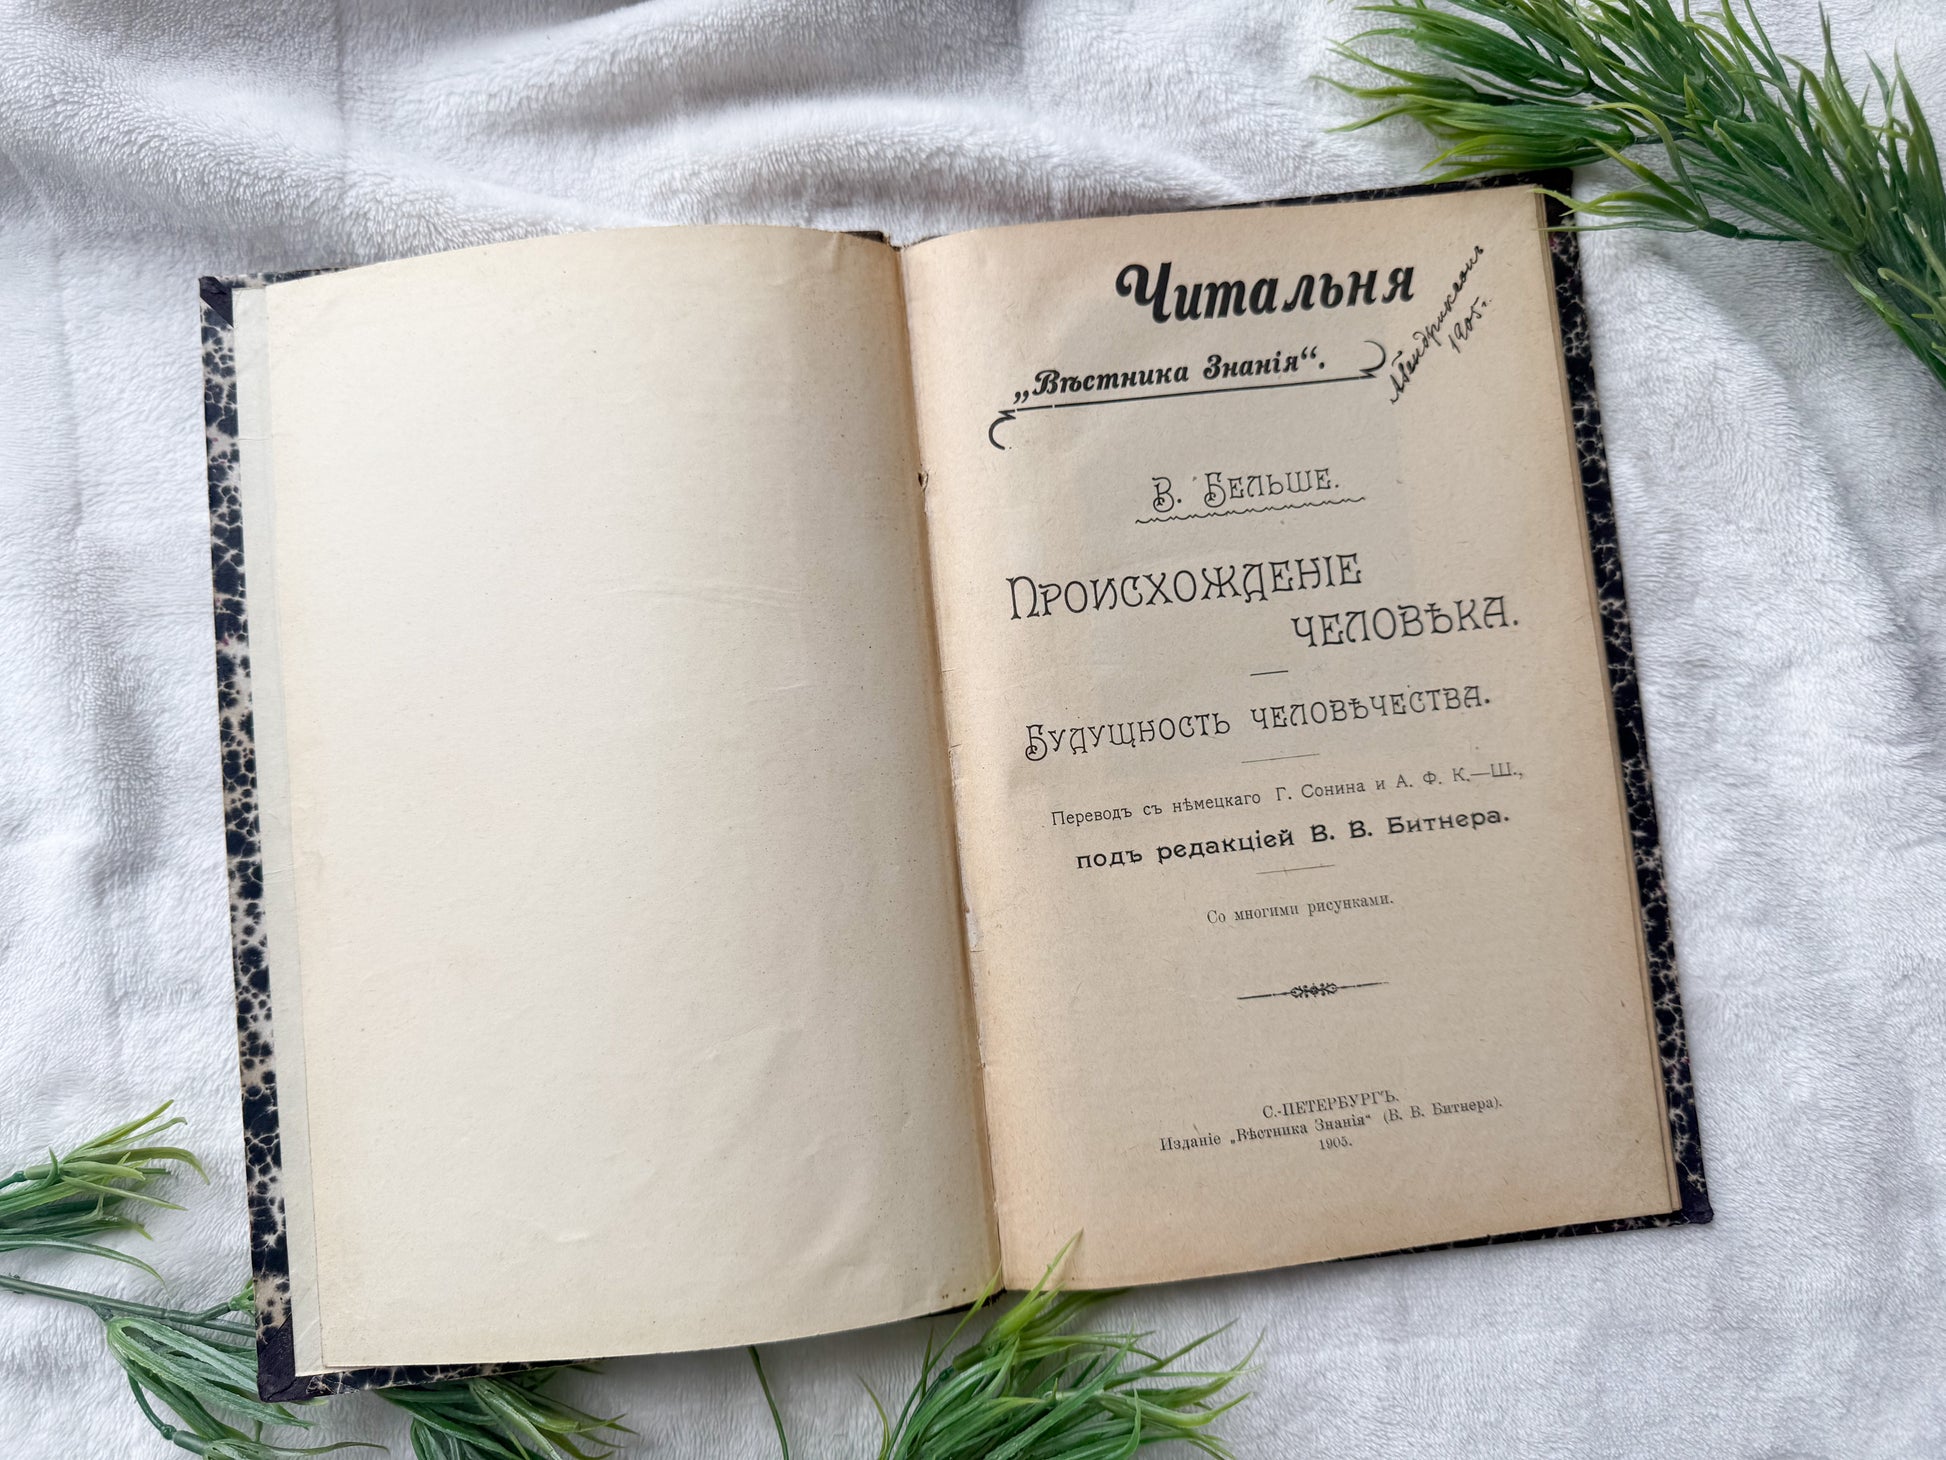 Читальня
„Вѣстника Знанія“.
1905 г.
В. Бельше.
Происхожденіе
человѣка.
Будущность человѣчества.
Переводъ съ нѣмецкаго Г. Сонина и А. Ф. К.—Ш.,
подъ редакціей В. В. Битнера.
Со многими рисунками.
С.-ПЕТЕРБУРГЪ.
Изданіе „Вѣстника Знанія“ (В. В. Битнера).
1905.